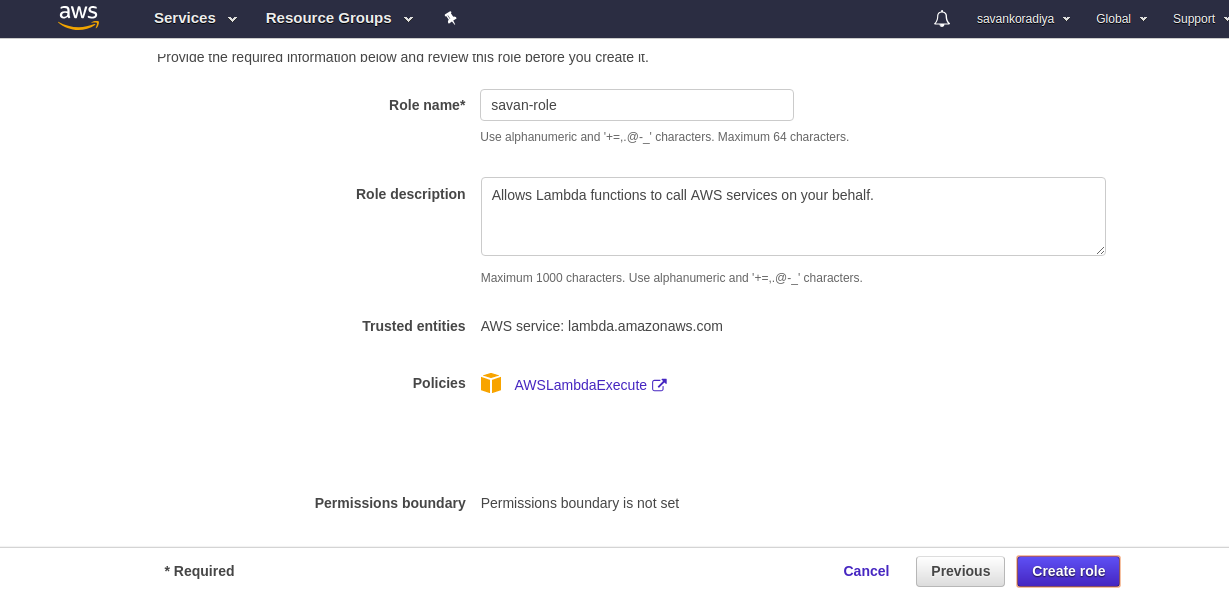 aws Services Resource Groups savankoradiya Global Support
Provide the required information below and review this role before you create it.
Role name* savan-role
Use alphanumeric and '+=,.@-_' characters. Maximum 64 characters.
Role description Allows Lambda functions to call AWS services on your behalf.
Maximum 1000 characters. Use alphanumeric and '+=,.@-_' characters.
Trusted entities AWS service: lambda.amazonaws.com
Policies AWSLambdaExecute
Permissions boundary Permissions boundary is not set
* Required Cancel Previous Create role